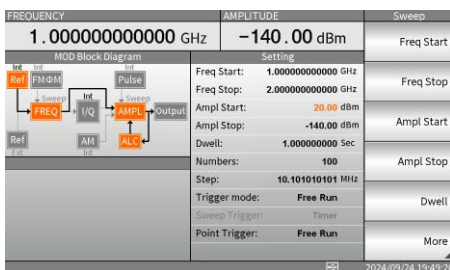 FREQUENCY
AMPLITUDE
Sweep
1.000000000000 GHz
-140.00 dBm
MOD Block Diagram
Setting
Int
Int
Int
Ref
FMΦM
Pulse
Sweep
Int
Sweep
FREQ
I/Q
AMPL
Output
Ref
AM
ALC
Ext
Int
Freq Start: 1.000000000000 GHz
Freq Stop: 2.000000000000 GHz
Ampl Start: 20.00 dBm
Ampl Stop: -140.00 dBm
Dwell: 1.000000000 Sec
Numbers: 100
Step: 10.101010101 MHz
Trigger mode: Free Run
Sweep Trigger: Timer
Point Trigger: Free Run
Freq Start
Freq Stop
Ampl Start
Ampl Stop
Dwell
More
2024/09/24 19:49:2